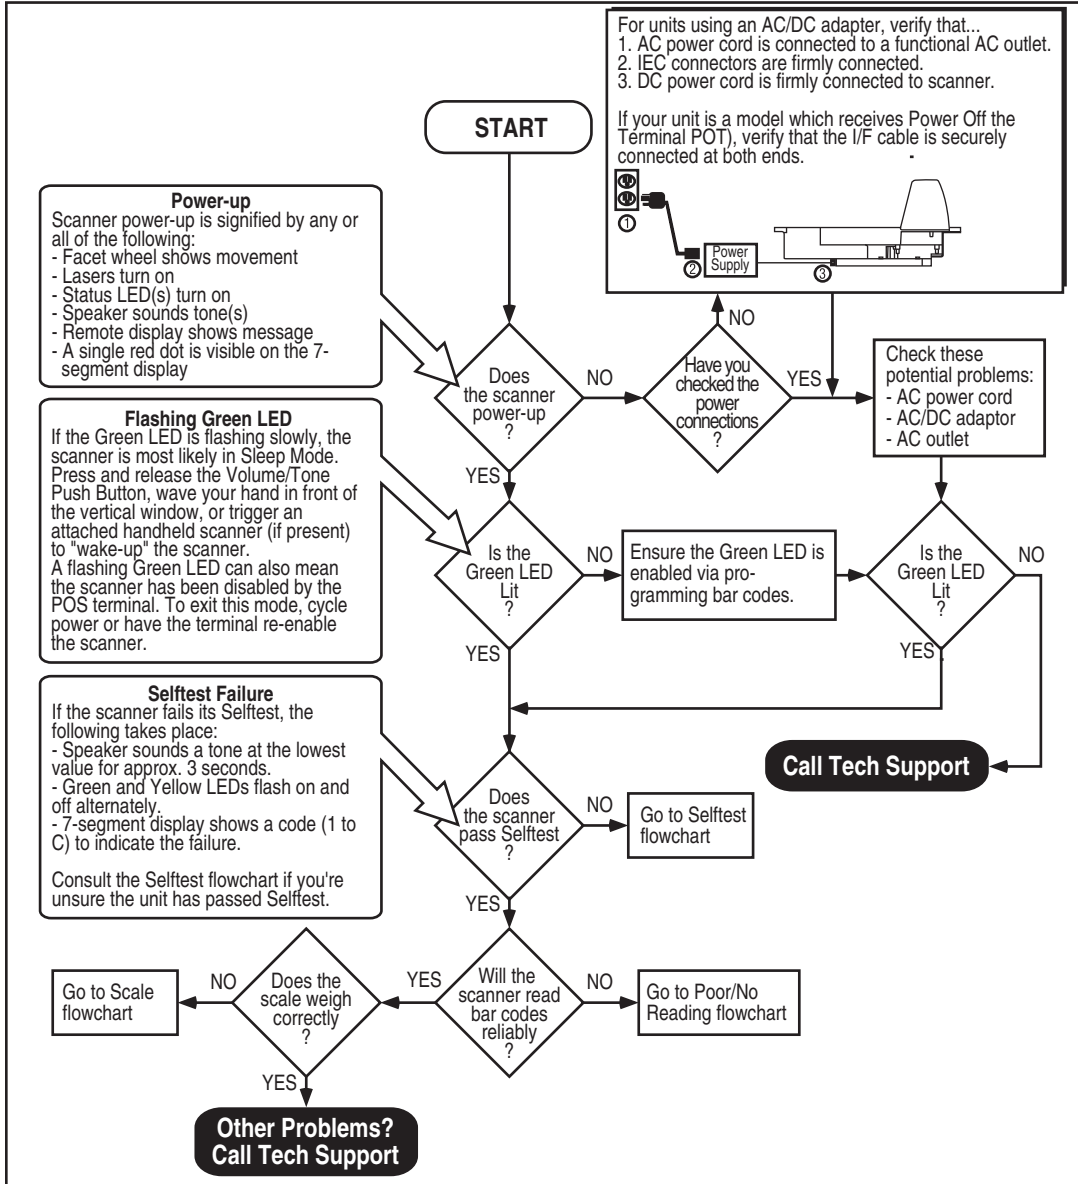 For units using an AC/DC adapter, verify that...
1. AC power cord is connected to a functional AC outlet.
2. IEC connectors are firmly connected.
3. DC power cord is firmly connected to scanner.
If your unit is a model which receives Power Off the
Terminal POT), verify that the I/F cable is securely
connected at both ends.
1
2
Power
Supply
3
START
Power-up
Scanner power-up is signified by any or
all of the following:
- Facet wheel shows movement
- Lasers turn on
- Status LED(s) turn on
- Speaker sounds tone(s)
- Remote display shows message
- A single red dot is visible on the 7-
segment display
Does
the scanner
power-up
?
NO
YES
Have you
checked the
power
connections
?
NO
YES
Check these
potential problems:
- AC power cord
- AC/DC adaptor
- AC outlet
Flashing Green LED
If the Green LED is flashing slowly, the
scanner is most likely in Sleep Mode.
Press and release the Volume/Tone
Push Button, wave your hand in front of
the vertical window, or trigger an
attached handheld scanner (if present)
to "wake-up" the scanner.
A flashing Green LED can also mean
the scanner has been disabled by the
POS terminal. To exit this mode, cycle
power or have the terminal re-enable
the scanner.
Is the
Green LED
Lit
?
NO
YES
Ensure the Green LED is
enabled via pro-
gramming bar codes.
Is the
Green LED
Lit
?
NO
YES
Call Tech Support
Selftest Failure
If the scanner fails its Selftest, the
following takes place:
- Speaker sounds a tone at the lowest
value for approx. 3 seconds.
- Green and Yellow LEDs flash on and
off alternately.
- 7-segment display shows a code (1 to
C) to indicate the failure.
Consult the Selftest flowchart if you're
unsure the unit has passed Selftest.
Does
the scanner
pass Selftest
?
NO
YES
Go to Selftest
flowchart
Will the
scanner read
bar codes
reliably
?
NO
YES
Go to Poor/No
Reading flowchart
Does the
scale weigh
correctly
?
NO
YES
Go to Scale
flowchart
Other Problems?
Call Tech Support